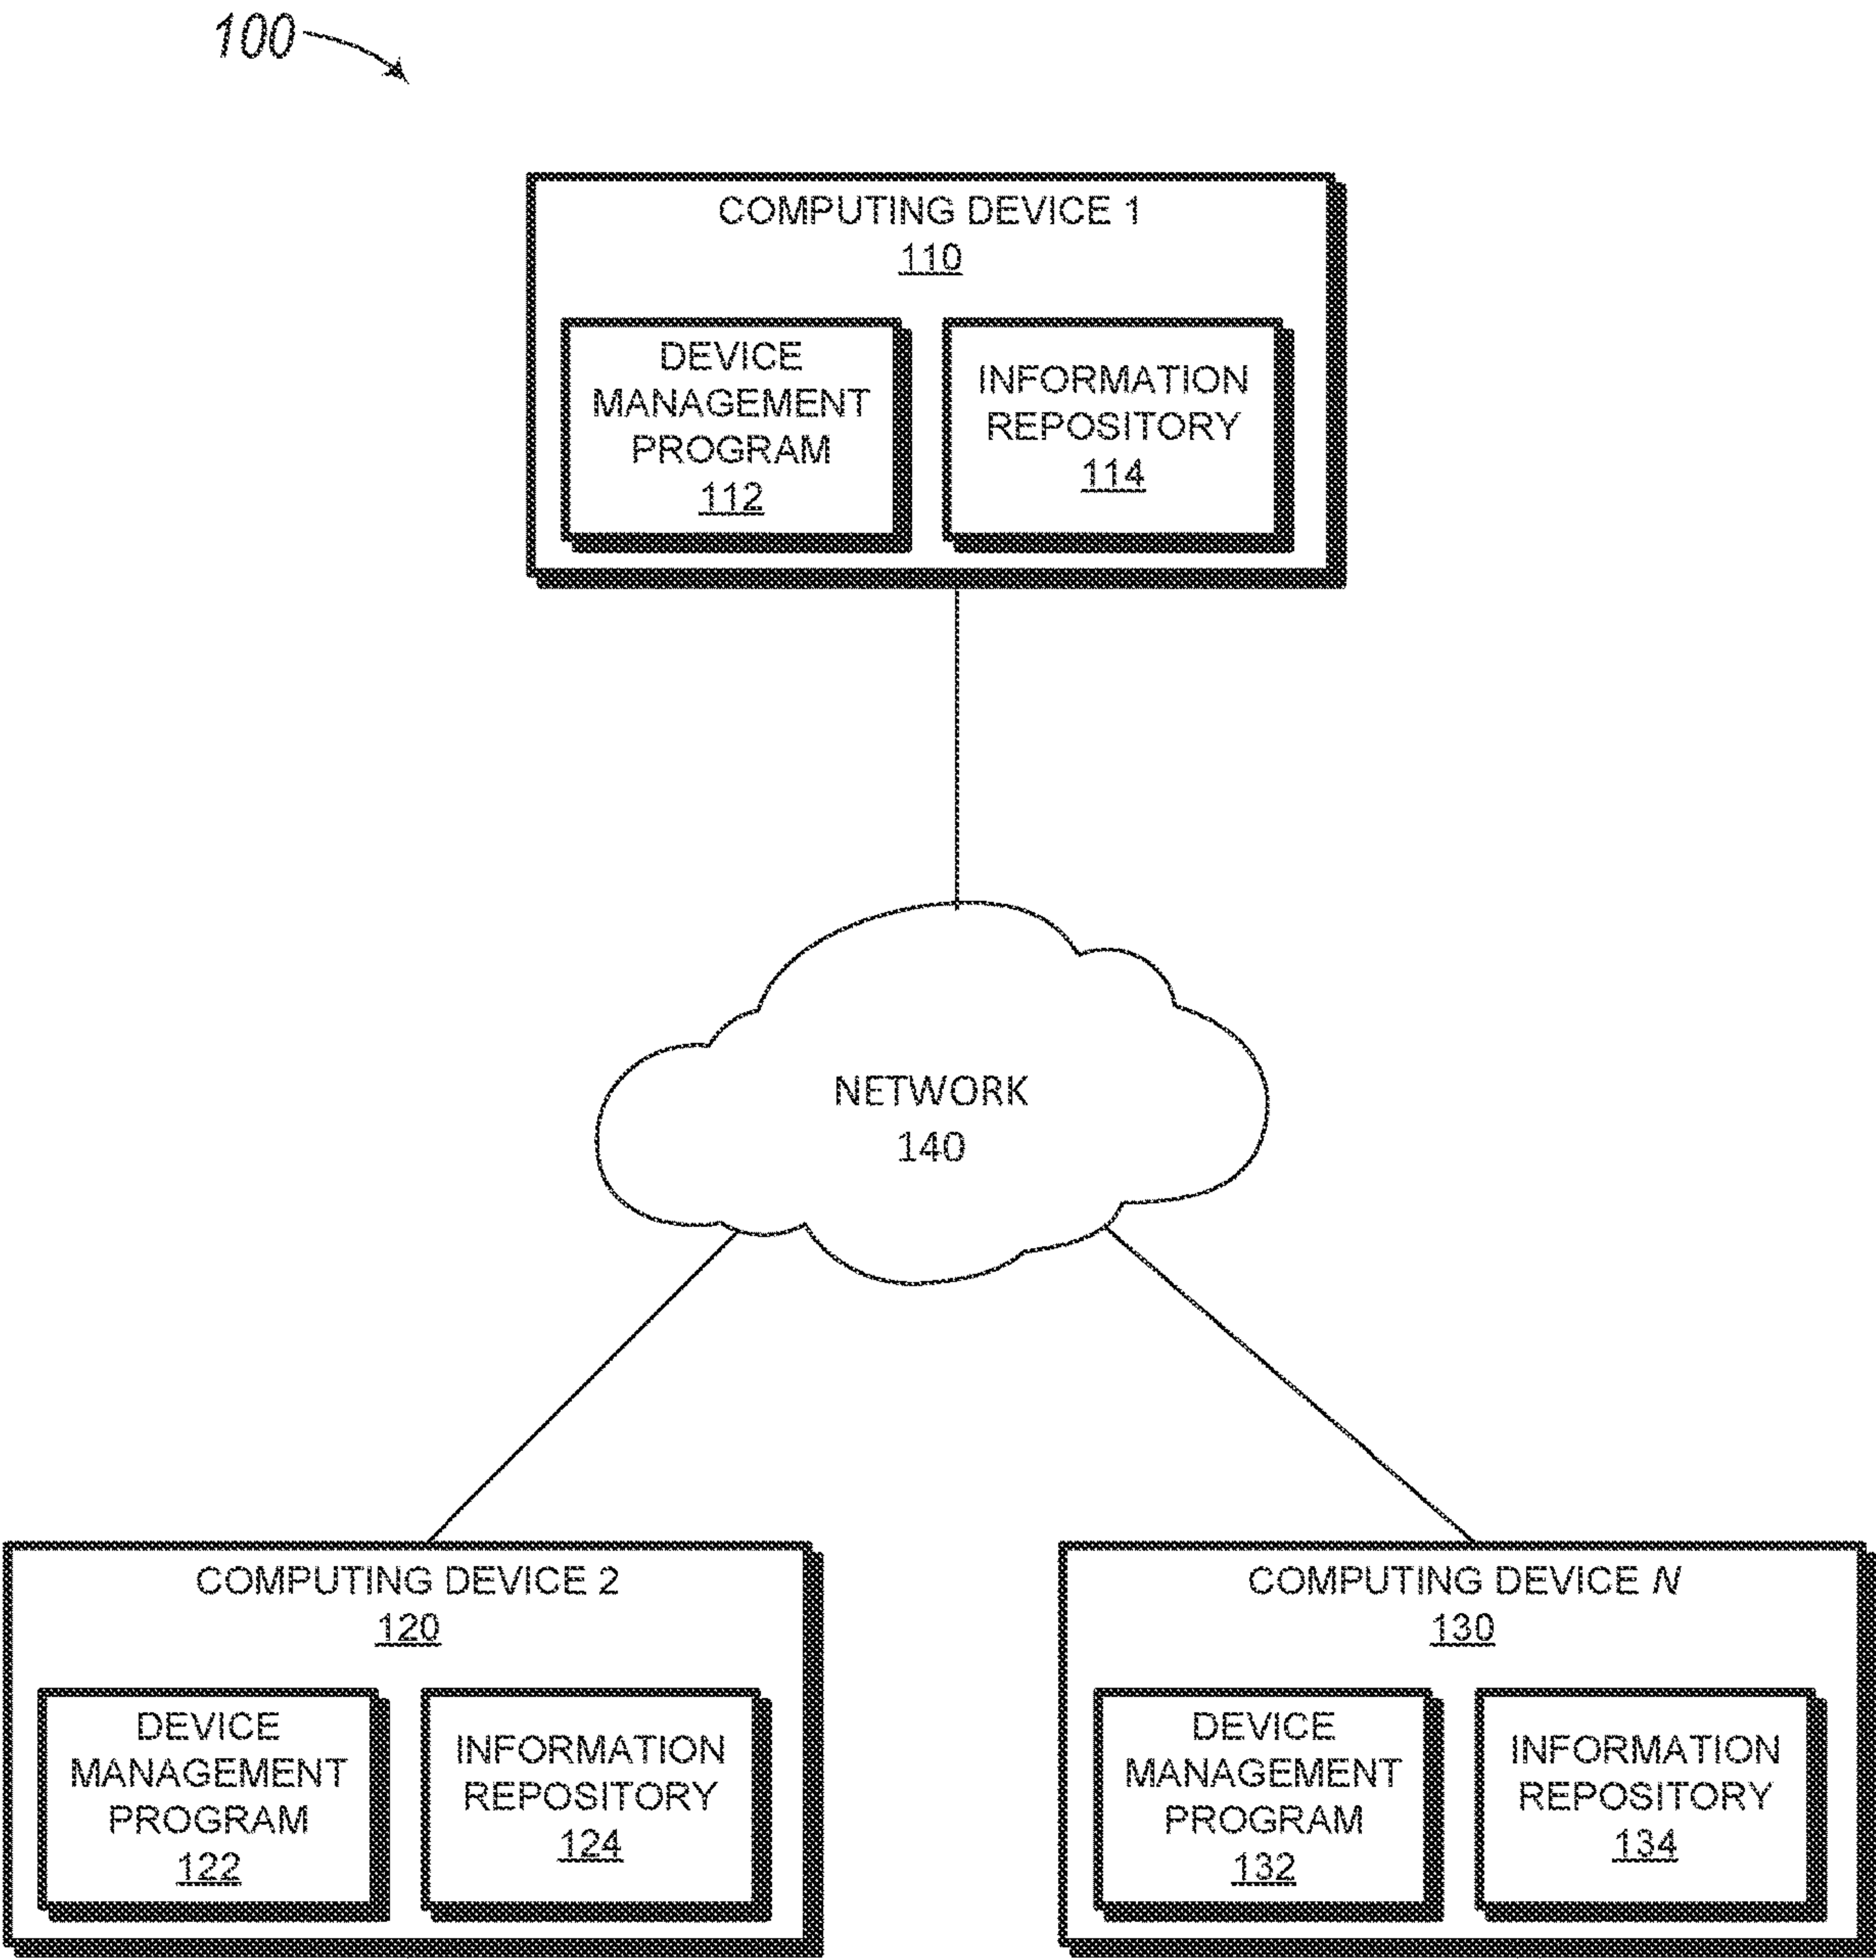 100
COMPUTING DEVICE 1
110
DEVICE
MANAGEMENT
PROGRAM
112
INFORMATION
REPOSITORY
114
NETWORK
140
COMPUTING DEVICE 2
120
DEVICE
MANAGEMENT
PROGRAM
122
INFORMATION
REPOSITORY
124
COMPUTING DEVICE N
130
DEVICE
MANAGEMENT
PROGRAM
132
INFORMATION
REPOSITORY
134